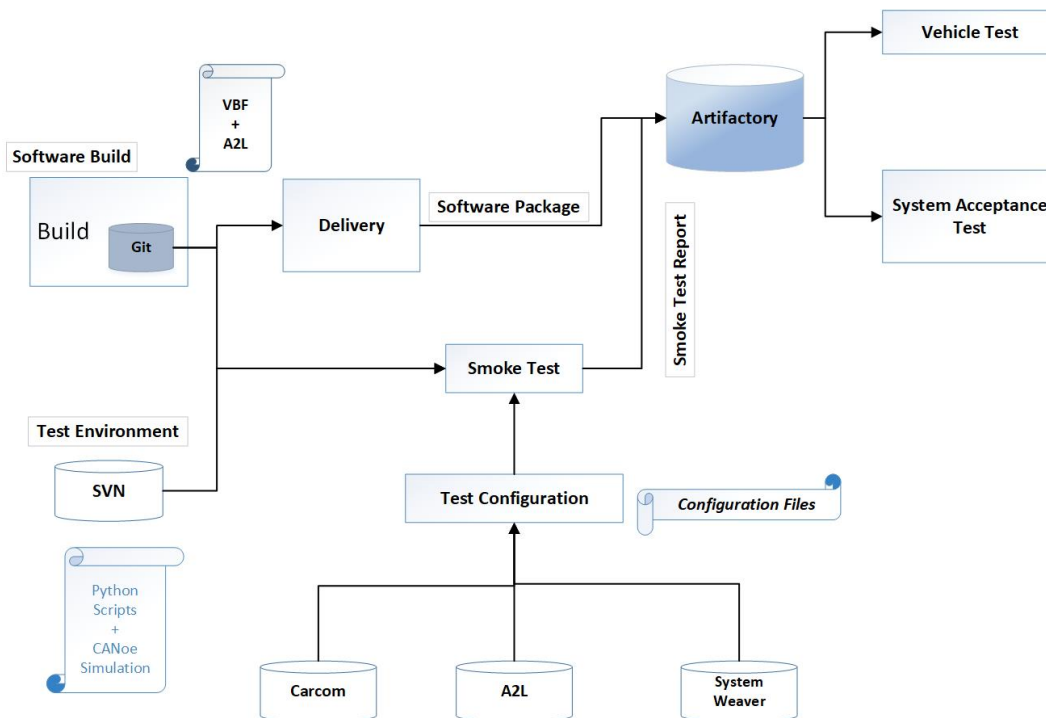 Vehicle Test
VBF
+
A2L
Artifactory
Software Build
Build
Git
Delivery
Software Package
System Acceptance
Test
Smoke Test Report
Smoke Test
Test Environment
SVN
Test Configuration
Configuration Files
Python
Scripts
+
CANoe
Simulation
Carcom
A2L
System
Weaver